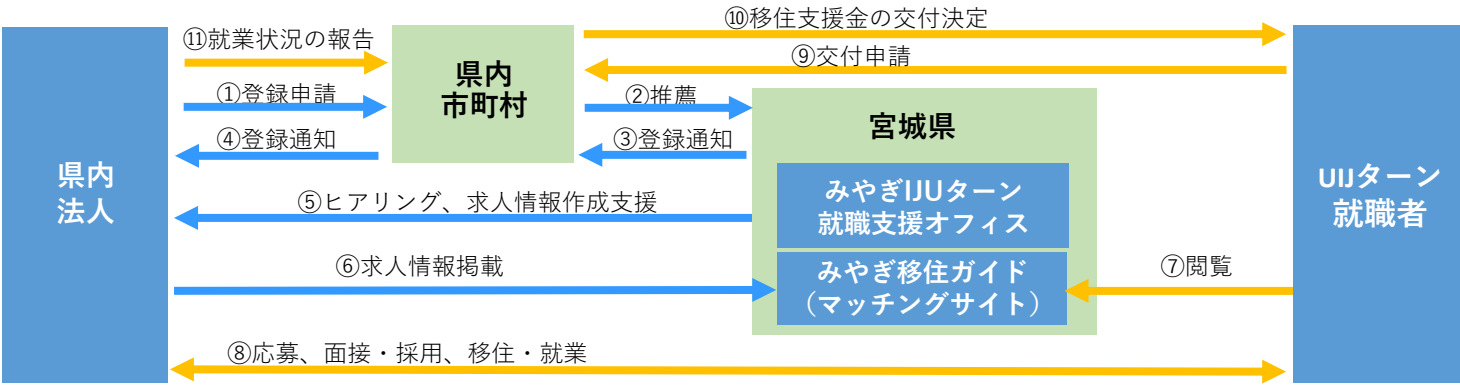 ⑩移住支援金の交付決定
⑪就業状況の報告
⑨交付申請
県内
市町村
①登録申請
②推薦
宮城県
④登録通知
③登録通知
県内
法人
みやぎIJUターン
就職支援オフィス
UIJターン
就職者
⑤ヒアリング、求人情報作成支援
⑥求人情報掲載
みやぎ移住ガイド
（マッチングサイト）
⑦閲覧
⑧応募、面接・採用、移住・就業